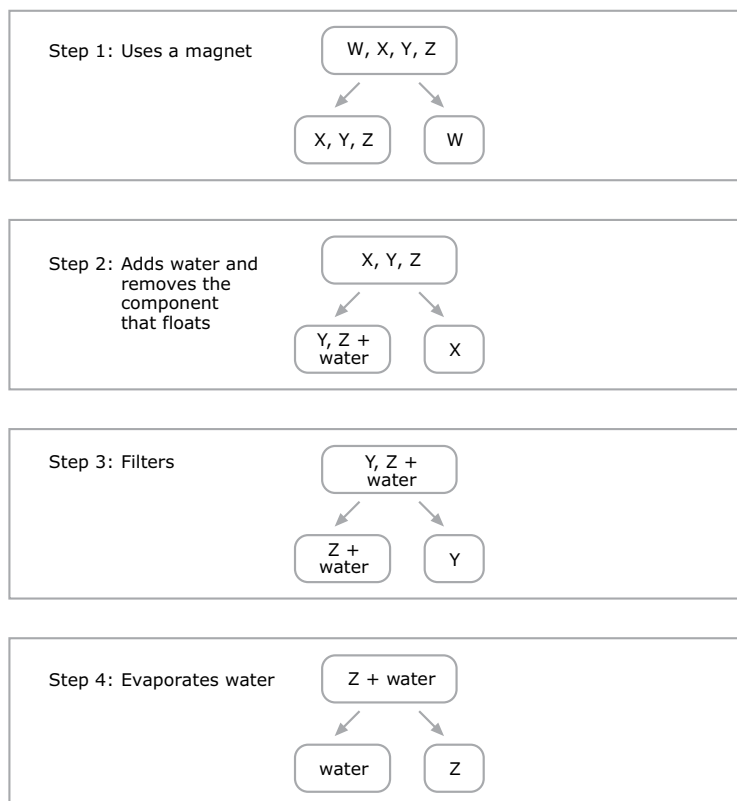 Step 1: Uses a magnet
W, X, Y, Z
X, Y, Z
W
Step 2: Adds water and
removes the
component
that floats
X, Y, Z
Y, Z +
water
X
Step 3: Filters
Y, Z +
water
Z +
water
Y
Step 4: Evaporates water
Z + water
water
Z